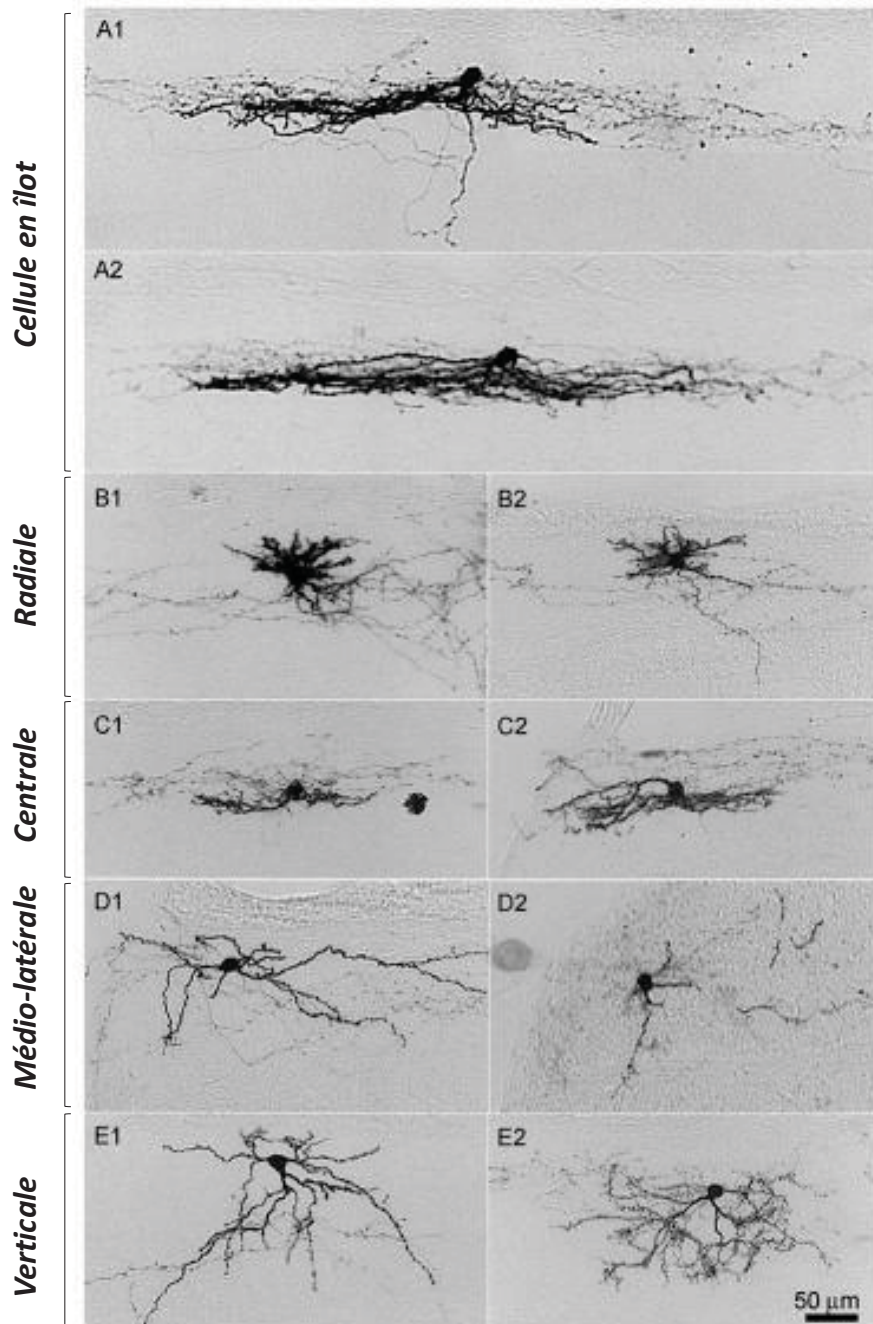 Cellule en îlot
A1
A2
Radiale
B1
B2
Centrale
C1
C2
Médio-latérale
D1
D2
Verticale
E1
E2
50 μm